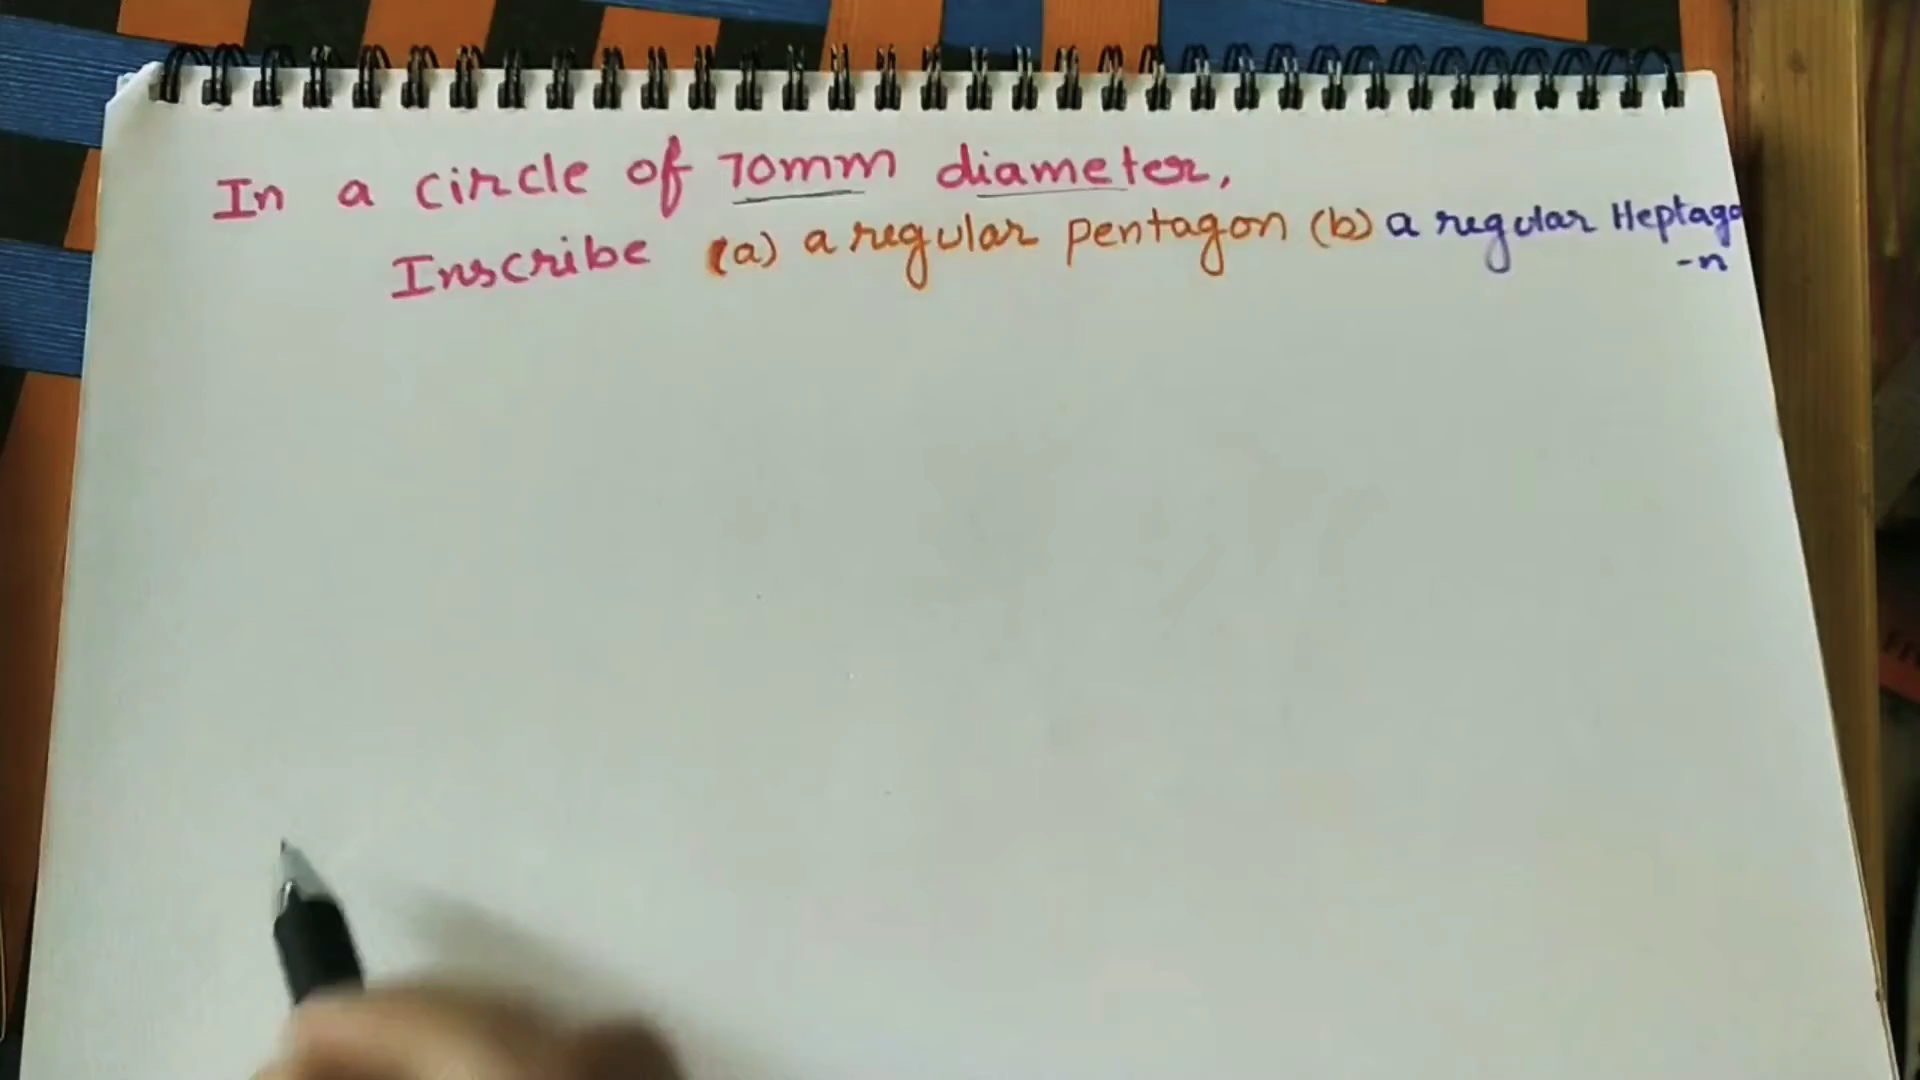 In a circle of 70mm diameter,
Inscribe (a) a regular pentagon (b) a regular Heptago
-n